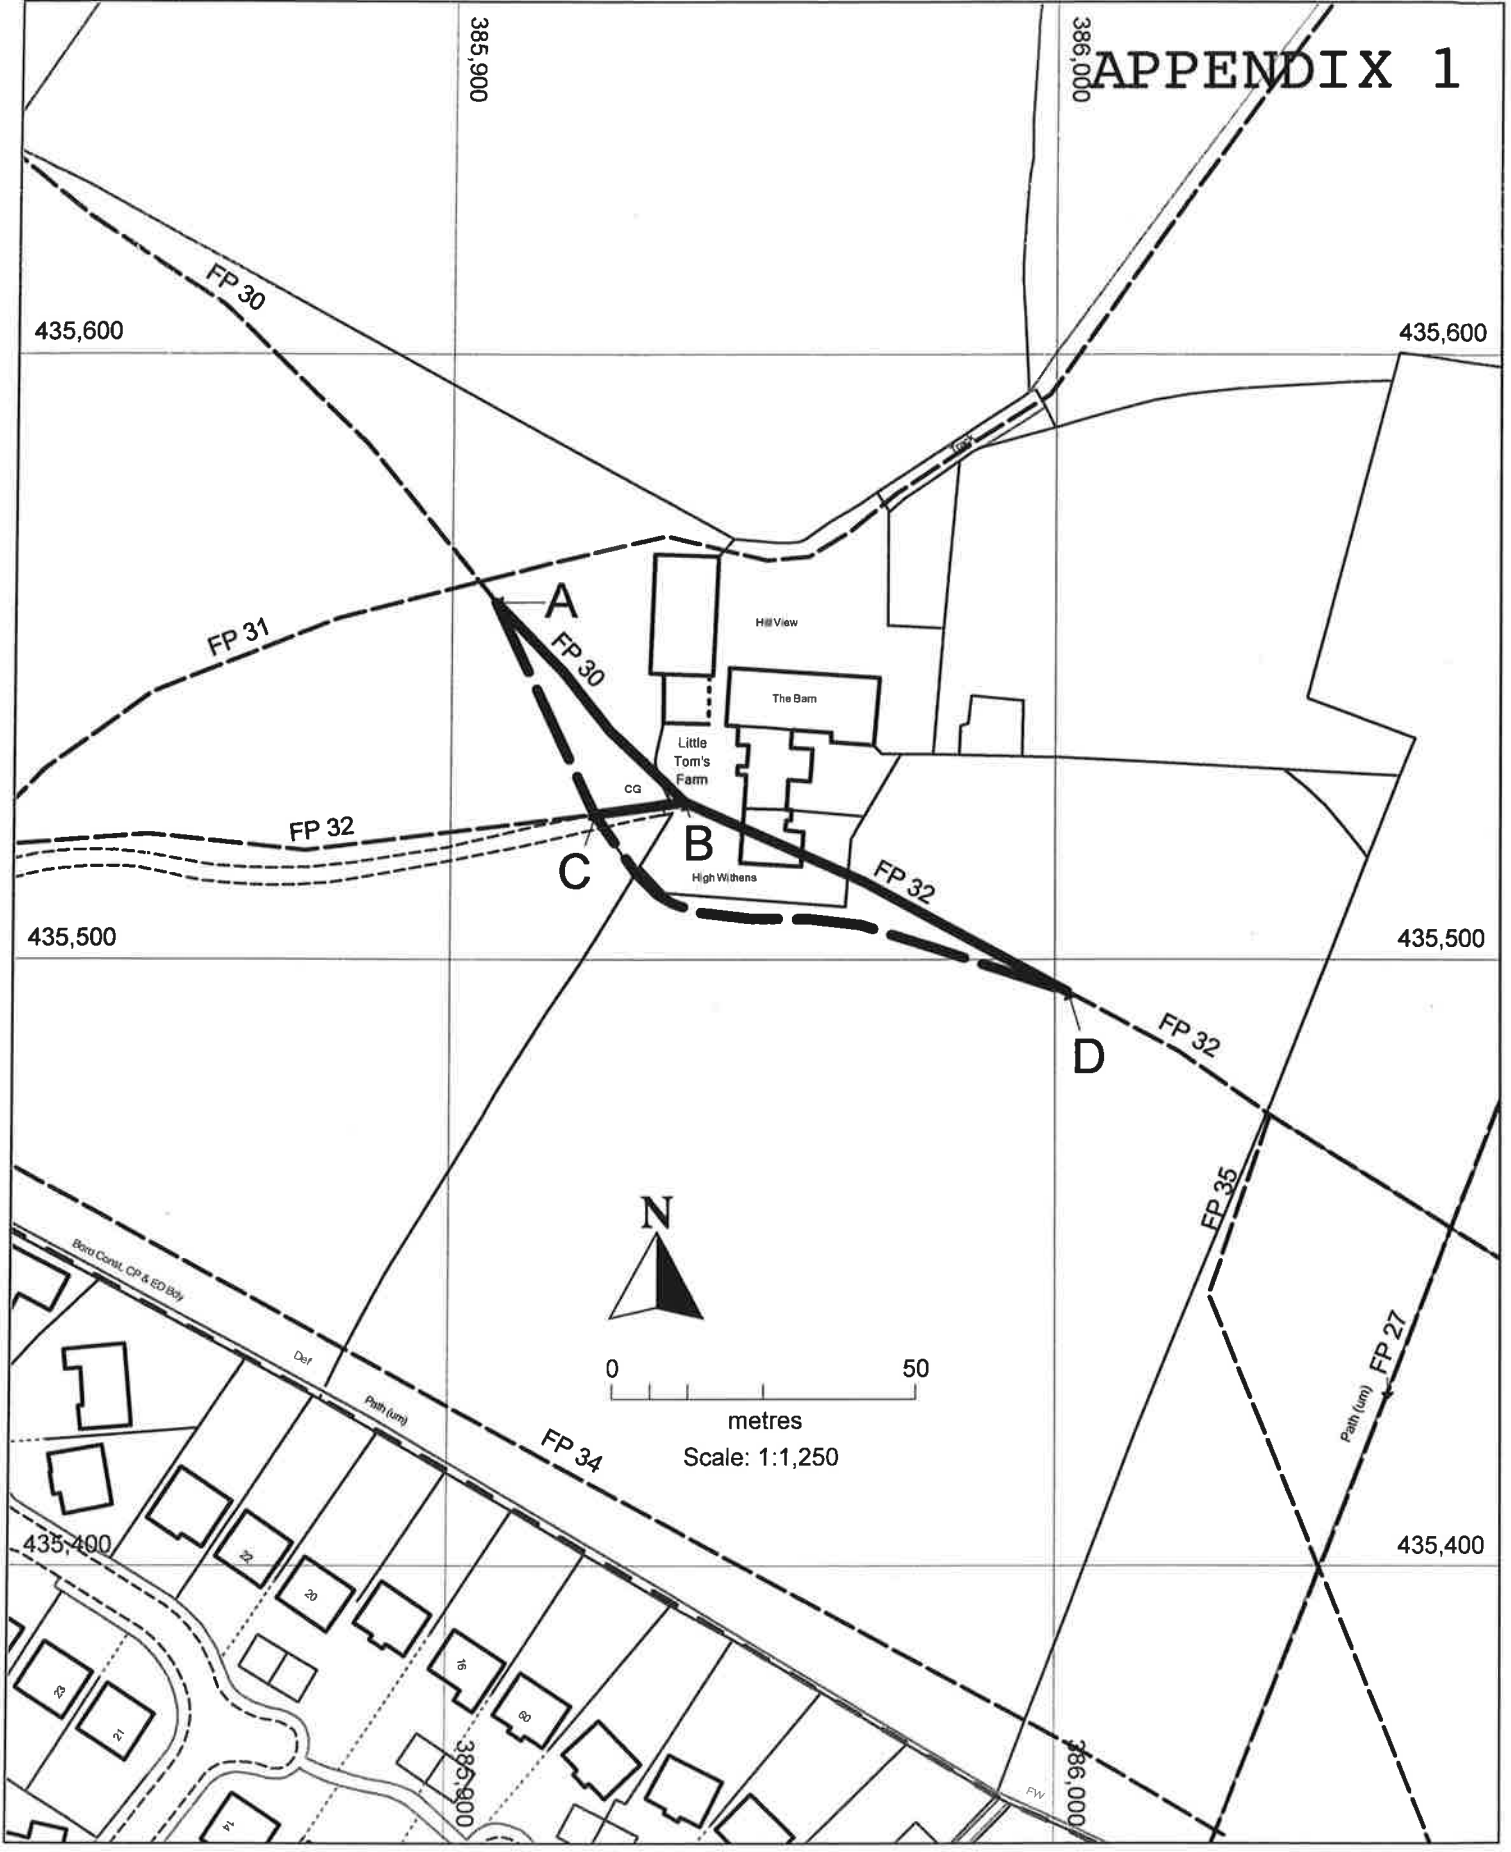 385,900
386,000
APPENDIX 1
FP 30
435,600
435,600
Track
A
FP 31
FP 30
Hill View
The Barn
Little
Tom's
Farm
CG
FP 32
B
C
High Withens
FP 32
435,500
435,500
D
FP 32
FP 35
N
Boro Const, CP & ED Bdy
FP 27
Path (um)
Def
0 50
metres
Scale: 1:1,250
Path (um)
FP 34
435,400
435,400
22
20
16
60
23
21
14
385,900
386,000
FW